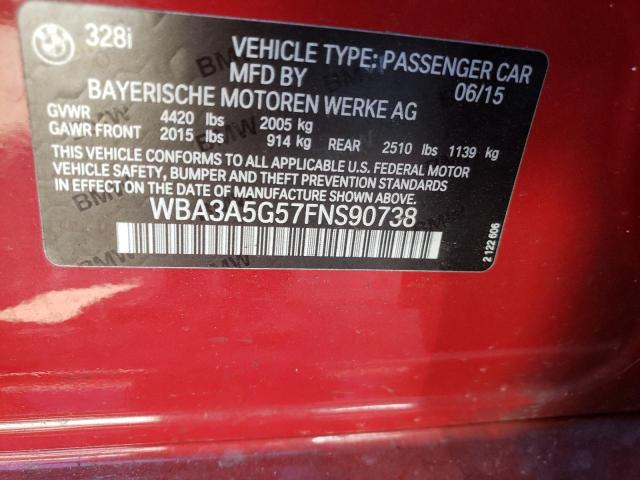 BMW 328i
VEHICLE TYPE: PASSENGER CAR
MFD BY 06/15
BAYERISCHE MOTOREN WERKE AG
GVWR 4420 lbs 2005 kg
GAWR FRONT 2015 lbs 914 kg REAR 2510 lbs 1139 kg
THIS VEHICLE CONFORMS TO ALL APPLICABLE U.S. FEDERAL MOTOR
VEHICLE SAFETY, BUMPER AND THEFT PREVENTION STANDARDS
IN EFFECT ON THE DATE OF MANUFACTURE SHOWN ABOVE.
WBA3A5G57FNS90738
2 122 606